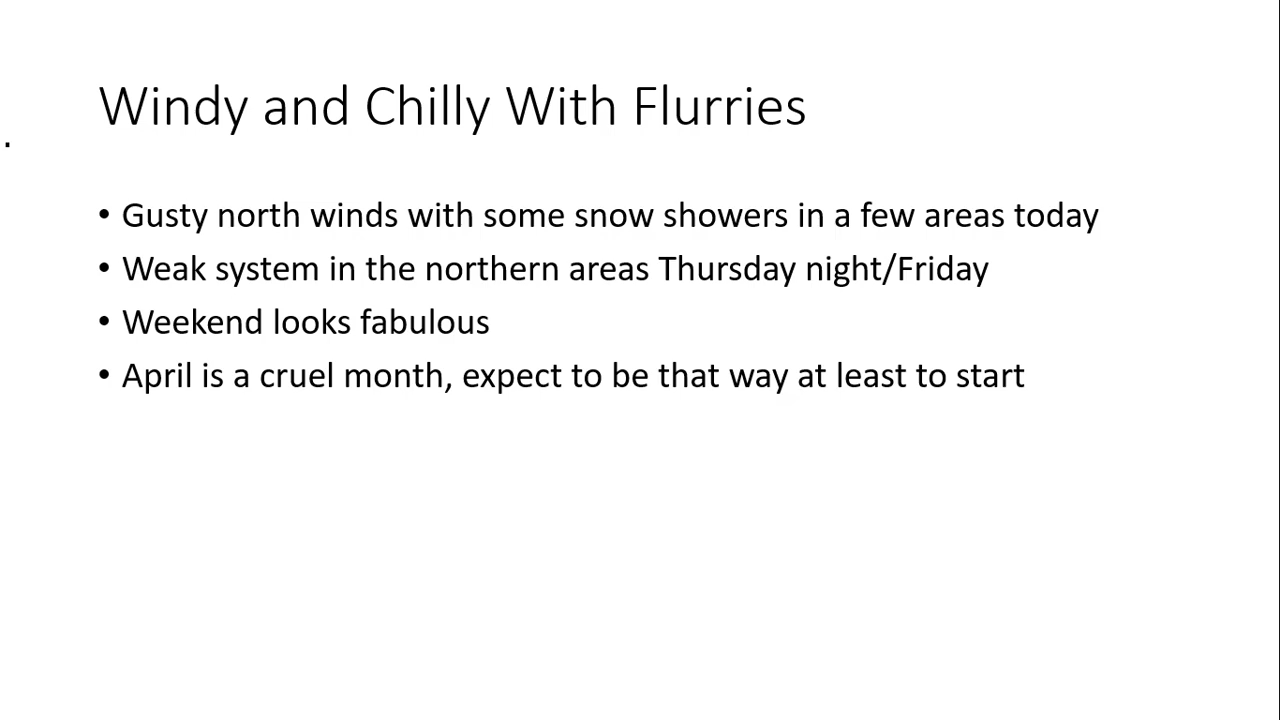 Windy and Chilly With Flurries
• Gusty north winds with some snow showers in a few areas today
• Weak system in the northern areas Thursday night/Friday
• Weekend looks fabulous
• April is a cruel month, expect to be that way at least to start